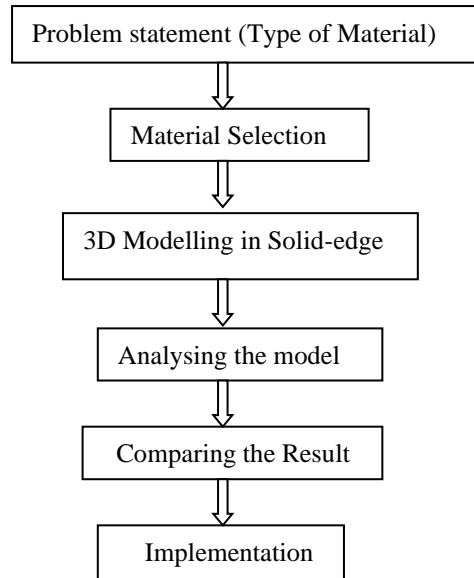 Problem statement (Type of Material)
Material Selection
3D Modelling in Solid-edge
Analysing the model
Comparing the Result
Implementation